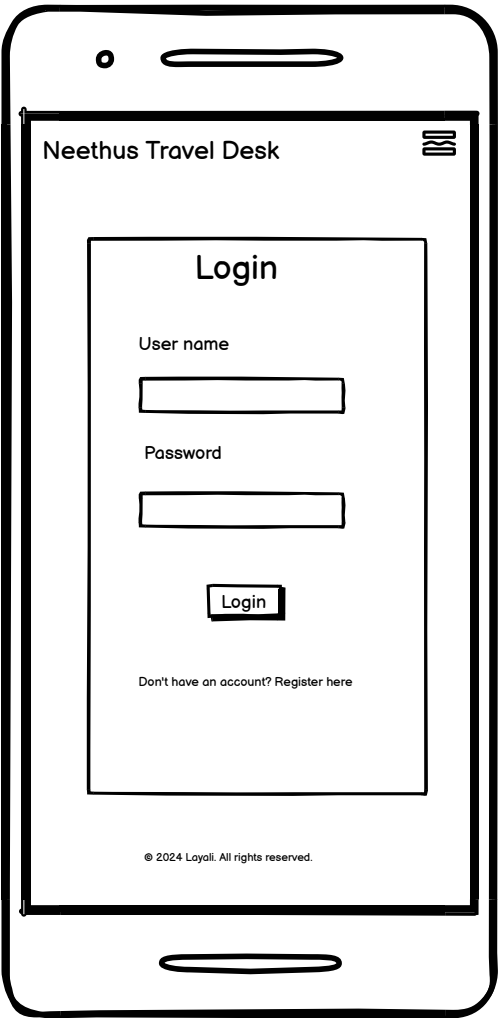 Neethus Travel Desk
Login
User name
Password
Login
Don't have an account? Register here
© 2024 Layali. All rights reserved.